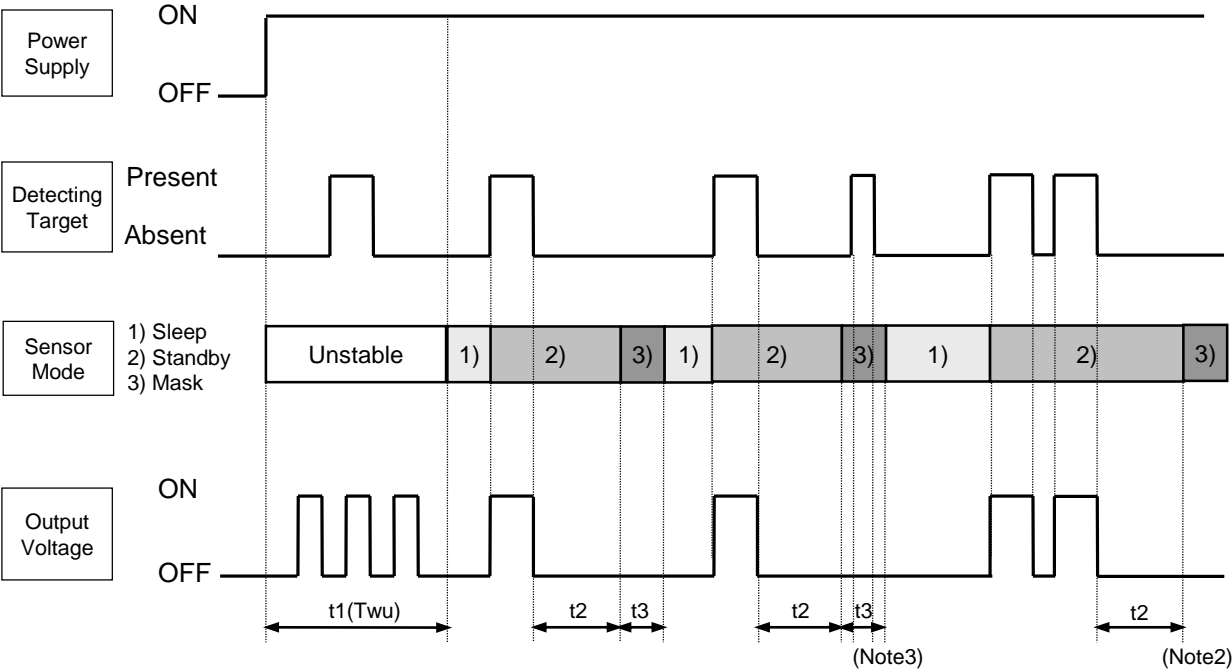 Power
Supply
ON
OFF
Detecting
Target
Present
Absent
Sensor
Mode
1) Sleep
2) Standby
3) Mask
Unstable
1)
2)
3)
1)
2)
3)
1)
2)
3)
Output
Voltage
ON
OFF
t1(Twu)
t2
t3
t2
t3
t2
(Note3)
(Note2)